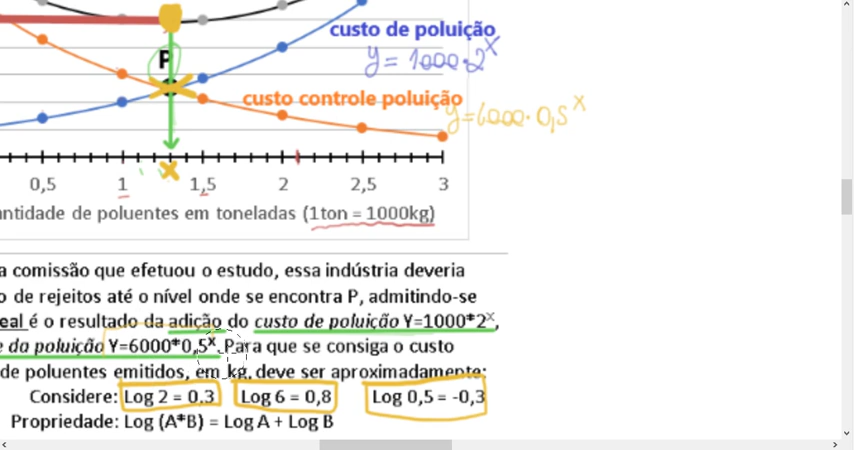 custo de poluição
y = 1000·2^x
P
custo controle poluição
y=6000·0,5^x
0,5 1 1,5 2 2,5 3
ntidade de poluentes em toneladas (1ton = 1000kg)
a comissão que efetuou o estudo, essa indústria deveria
o de rejeitos até o nível onde se encontra P, admitindo-se
eal é o resultado da adição do custo de poluição Y=1000*2^x,
e da poluição Y=6000*0,5^x. Para que se consiga o custo
de poluentes emitidos, em kg, deve ser aproximadamente:
Considere: Log 2 = 0,3 Log 6 = 0,8 Log 0,5 = -0,3
Propriedade: Log (A*B) = Log A + Log B